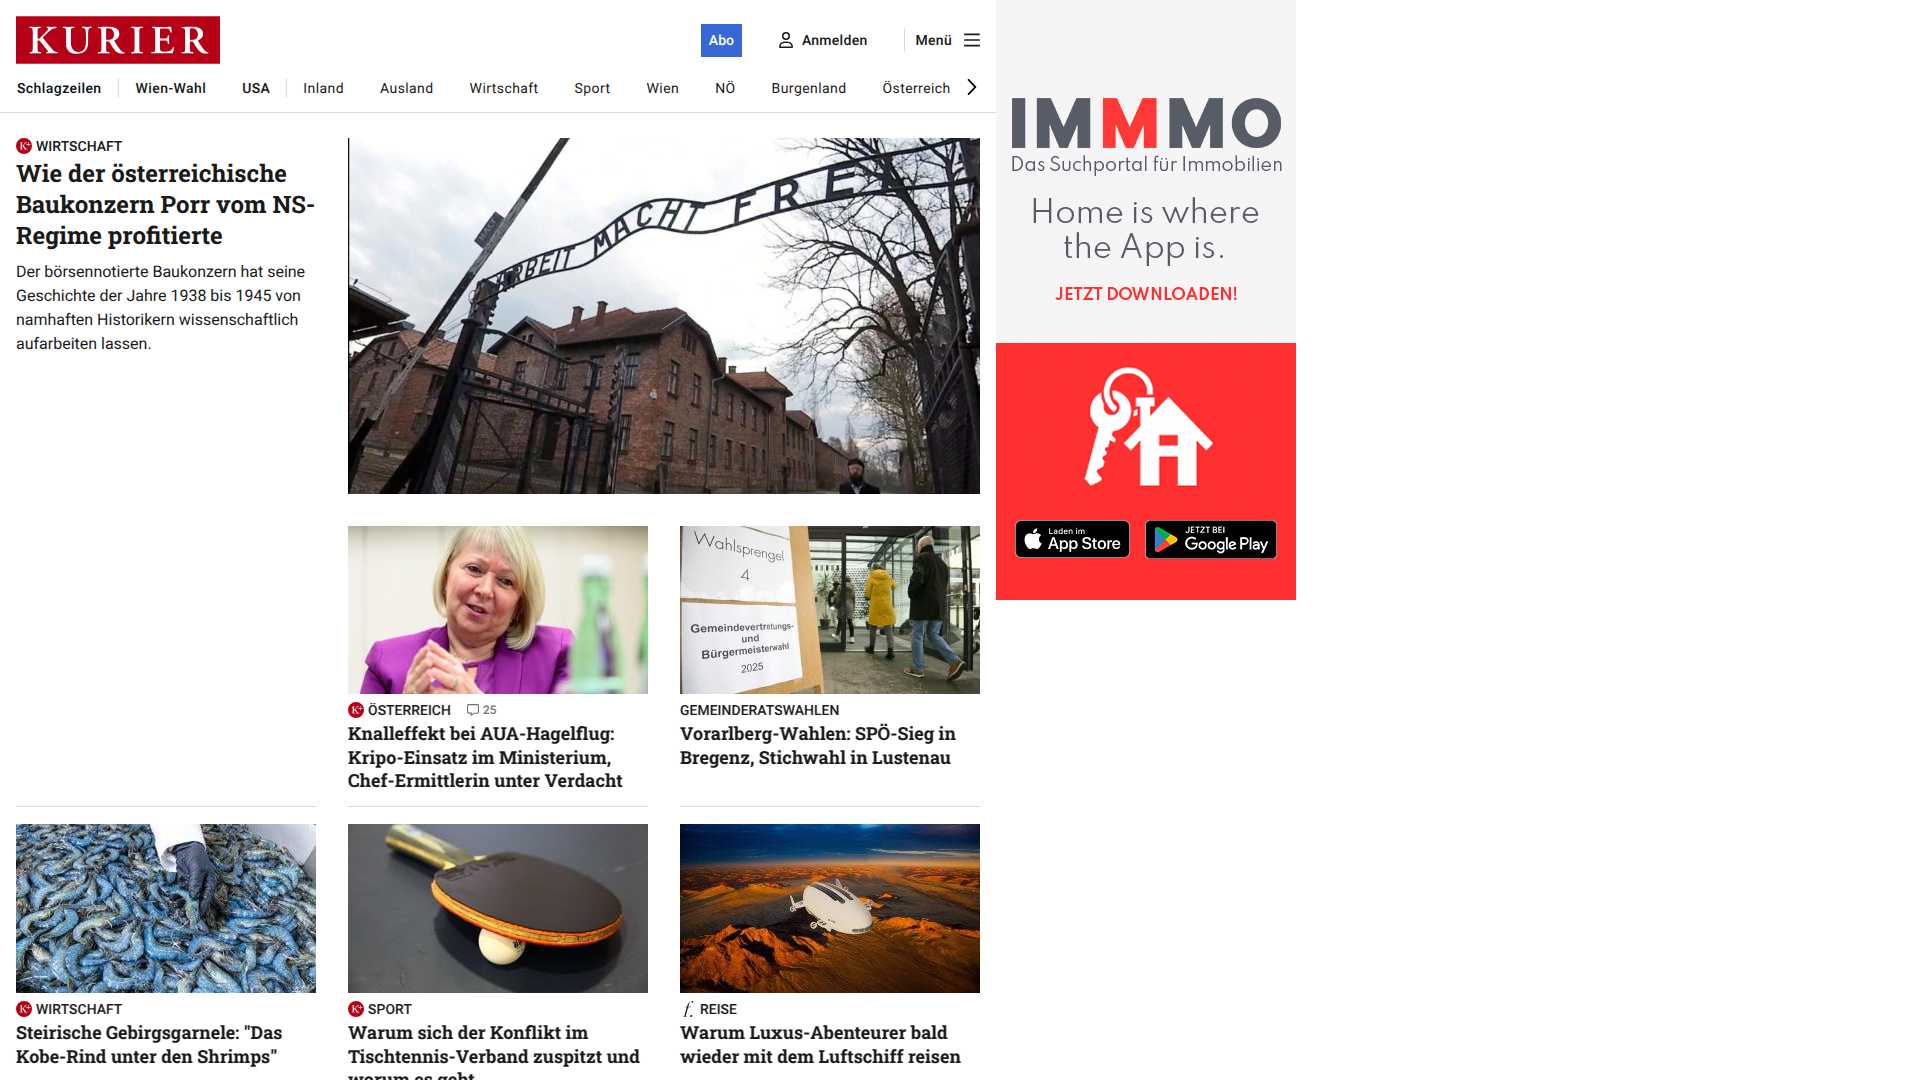 KURIER
Abo
Anmelden
Menü
Schlagzeilen
Wien-Wahl
USA
Inland
Ausland
Wirtschaft
Sport
Wien
NÖ
Burgenland
Österreich
WIRTSCHAFT
Wie der österreichische
Baukonzern Porr vom NS-
Regime profitierte
Der börsennotierte Baukonzern hat seine
Geschichte der Jahre 1938 bis 1945 von
namhaften Historikern wissenschaftlich
aufarbeiten lassen.
ARBEIT MACHT FREI
Wahlsprengel
4
Gemeindevertretungs-
und
Bürgermeisterwahl
2025
K+ ÖSTERREICH 25
Knalleffekt bei AUA-Hagelflug:
Kripo-Einsatz im Ministerium,
Chef-Ermittlerin unter Verdacht
GEMEINDERATSWAHLEN
Vorarlberg-Wahlen: SPÖ-Sieg in
Bregenz, Stichwahl in Lustenau
K+ WIRTSCHAFT
Steirische Gebirgsgarnele: "Das
Kobe-Rind unter den Shrimps"
K+ SPORT
Warum sich der Konflikt im
Tischtennis-Verband zuspitzt und
worum es geht
f. REISE
Warum Luxus-Abenteurer bald
wieder mit dem Luftschiff reisen
IMMMO
Das Suchportal für Immobilien
Home is where
the App is.
JETZT DOWNLOADEN!
Laden im
App Store
JETZT BEI
Google Play